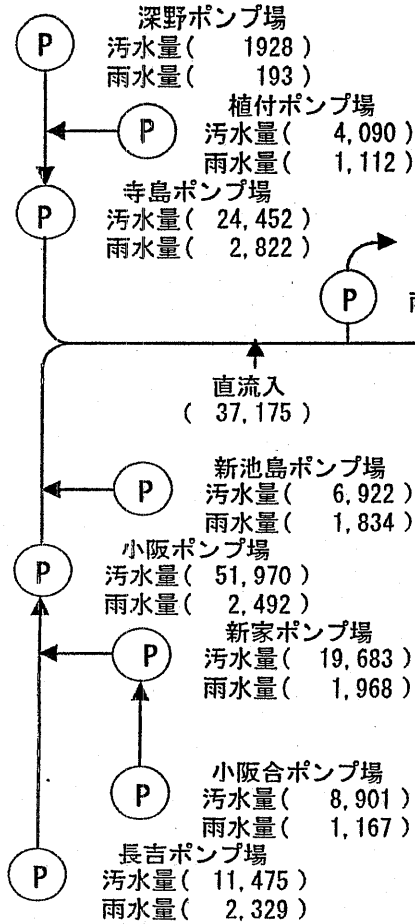 深野ポンプ場
P
汚水量( 1928 )
雨水量( 193 )
植付ポンプ場
P
汚水量( 4,090 )
雨水量( 1,112 )
寺島ポンプ場
P
汚水量( 24,452 )
雨水量( 2,822 )
P
雨
直流入
( 37,175 )
新池島ポンプ場
P
汚水量( 6,922 )
雨水量( 1,834 )
小阪ポンプ場
P
汚水量( 51,970 )
雨水量( 2,492 )
新家ポンプ場
P
汚水量( 19,683 )
雨水量( 1,968 )
小阪合ポンプ場
P
汚水量( 8,901 )
雨水量( 1,167 )
長吉ポンプ場
P
汚水量( 11,475 )
雨水量( 2,329 )